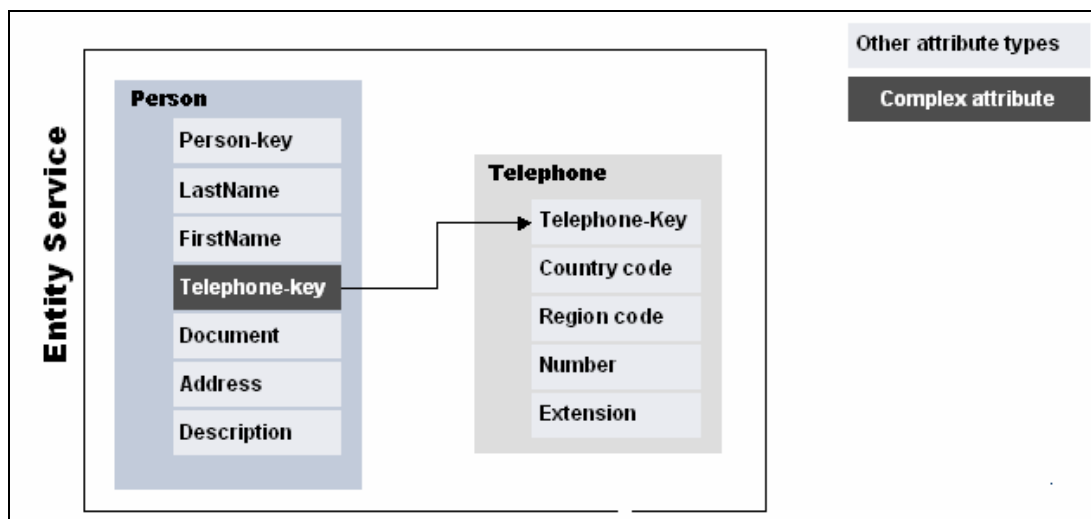 Other attribute types
Complex attribute
Entity Service
Person
Person-key
LastName
FirstName
Telephone-key
Document
Address
Description
Telephone
Telephone-Key
Country code
Region code
Number
Extension